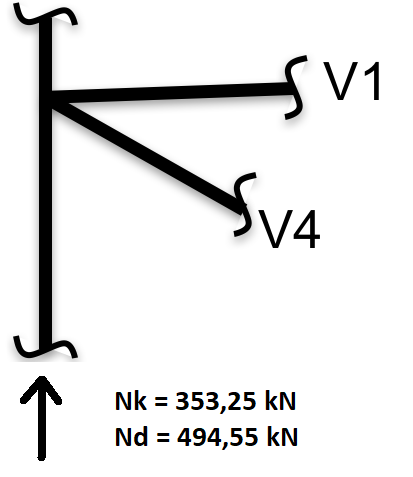 V1
V4
Nk = 353,25 kN
Nd = 494,55 kN